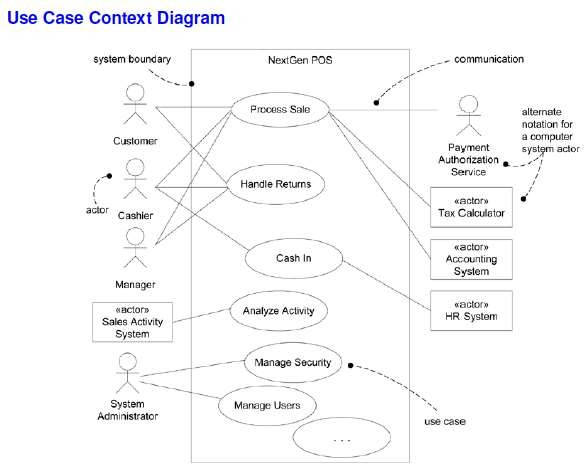 Use Case Context Diagram
system boundary
NextGen POS
communication
Process Sale
Customer
alternate
notation for
a computer
system actor
Payment
Authorization
Service
Handle Returns
actor
Cashier
«actor»
Tax Calculator
Cash In
«actor»
Accounting
System
Manager
«actor»
Sales Activity
System
Analyze Activity
«actor»
HR System
Manage Security
System
Administrator
Manage Users
use case
. . .